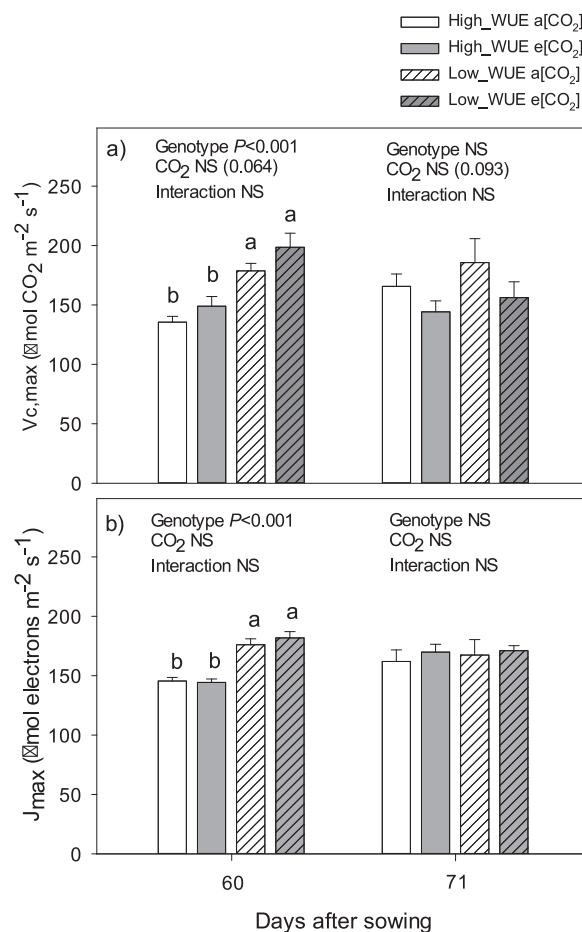 High_WUE a[CO2]
High_WUE e[CO2]
Low_WUE a[CO2]
Low_WUE e[CO2]
a)
Genotype P<0.001
CO2 NS (0.064)
Interaction NS
Genotype NS
CO2 NS (0.093)
Interaction NS
b b a a
250
200
150
100
50
0
Vc,max (□mol CO2 m-2 s-1)
b)
Genotype P<0.001
CO2 NS
Interaction NS
Genotype NS
CO2 NS
Interaction NS
b b a a
250
200
150
100
50
0
Jmax (□mol electrons m-2 s-1)
60 71
Days after sowing